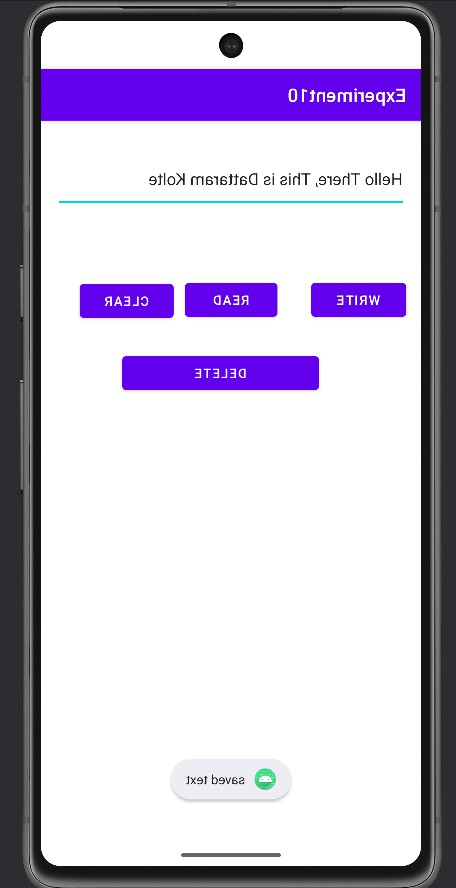 Experiment10
Hello There, This is Dattaram Kolte
WRITE READ CLEAR
DELETE
saved text